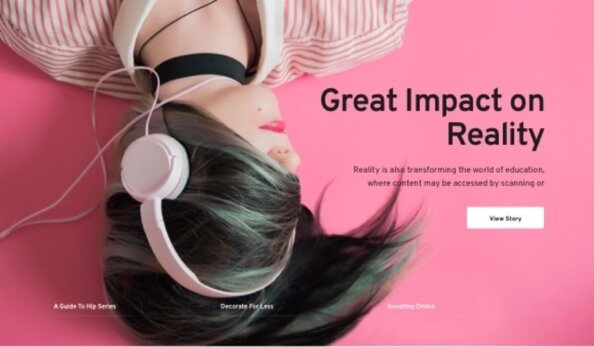 Great Impact on
Reality
Reality is also transforming the world of education,
where content may be accessed by scanning or
View Story
A Guide To Hip Series
Decorate For Less
Investing Online